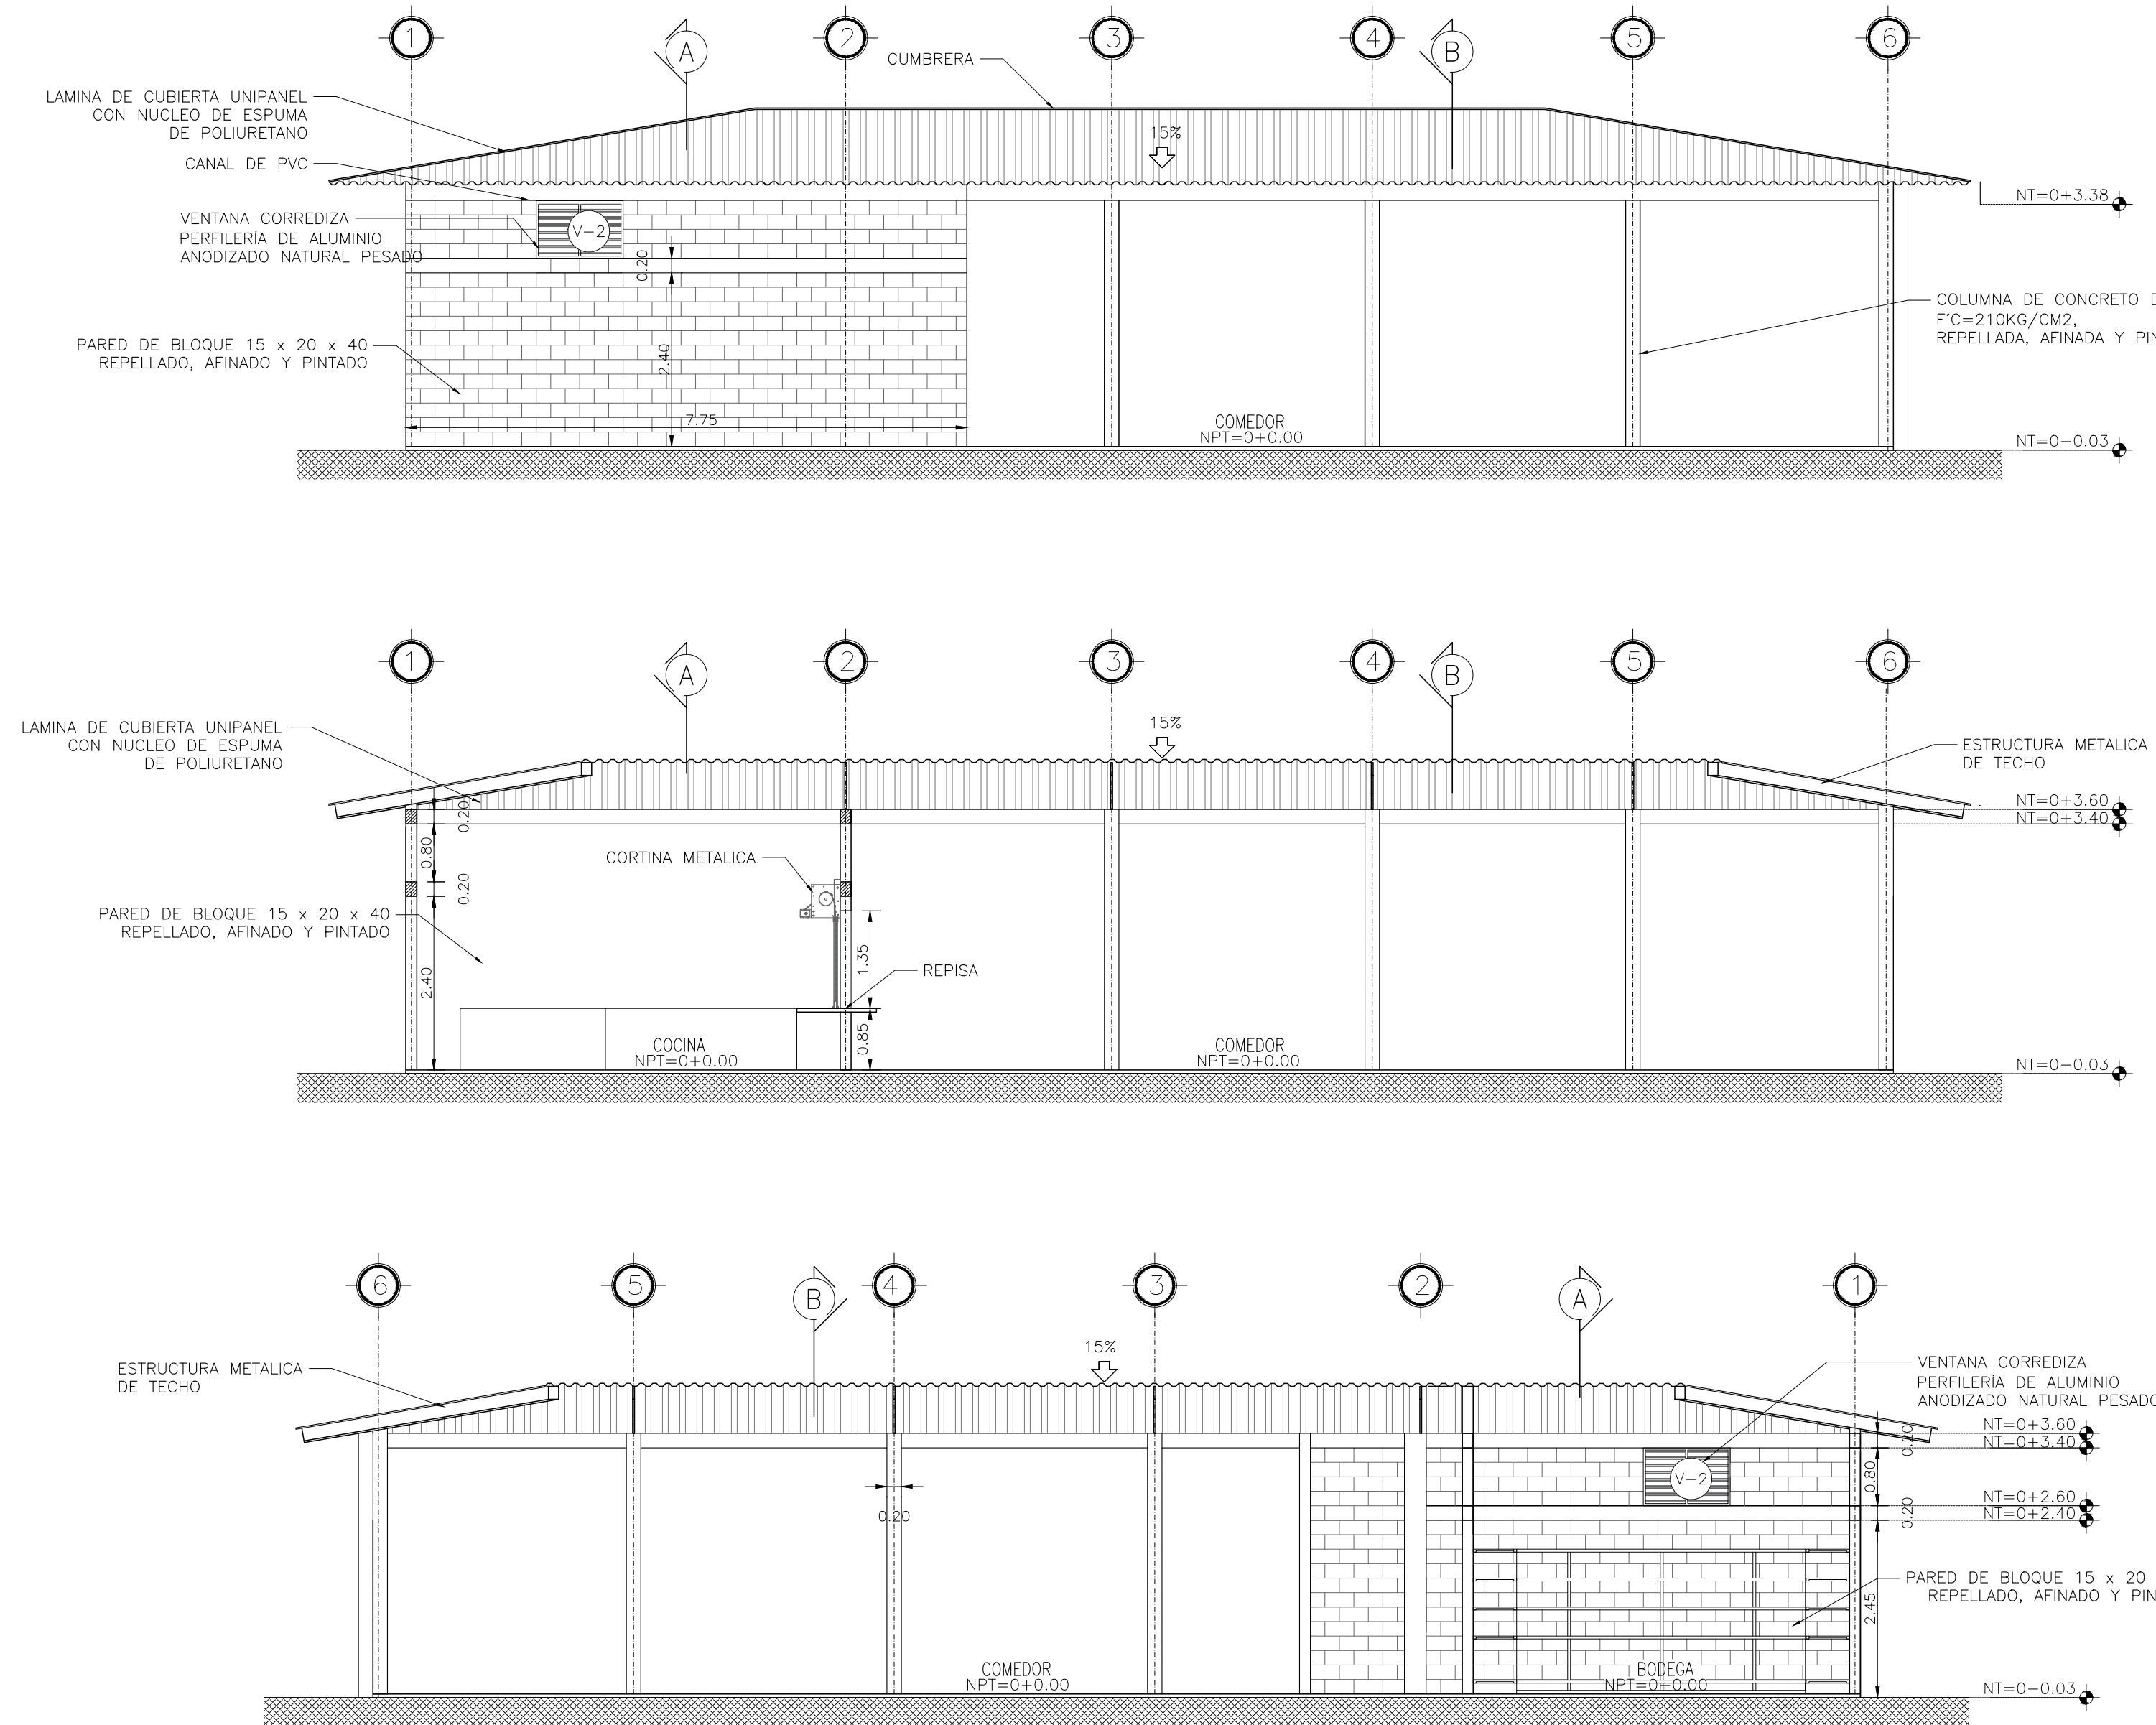 1
A
2
3
4
B
5
6
CUMBRERA
LAMINA DE CUBIERTA UNIPANEL
CON NUCLEO DE ESPUMA
DE POLIURETANO
15%
CANAL DE PVC
NT=0+3.38
VENTANA CORREDIZA
PERFILERÍA DE ALUMINIO
ANODIZADO NATURAL PESADO
V-2
0.20
COLUMNA DE CONCRETO D
F'C=210KG/CM2,
REPELLADA, AFINADA Y PIN
PARED DE BLOQUE 15 x 20 x 40
REPELLADO, AFINADO Y PINTADO
2.40
7.75
COMEDOR
NPT=0+0.00
NT=0-0.03
1
A
2
3
4
B
5
6
LAMINA DE CUBIERTA UNIPANEL
CON NUCLEO DE ESPUMA
DE POLIURETANO
15%
ESTRUCTURA METALICA
DE TECHO
NT=0+3.60
NT=0+3.40
0.20
0.80
0.20
CORTINA METALICA
PARED DE BLOQUE 15 x 20 x 40
REPELLADO, AFINADO Y PINTADO
2.40
1.35
REPISA
0.85
COCINA
NPT=0+0.00
COMEDOR
NPT=0+0.00
NT=0-0.03
6
5
B
4
3
2
A
1
ESTRUCTURA METALICA
DE TECHO
15%
VENTANA CORREDIZA
PERFILERÍA DE ALUMINIO
ANODIZADO NATURAL PESADO
NT=0+3.60
NT=0+3.40
0.20
0.80
V-2
NT=0+2.60
NT=0+2.40
0.20
0.20
PARED DE BLOQUE 15 x 20
REPELLADO, AFINADO Y PIN
2.45
COMEDOR
NPT=0+0.00
BODEGA
NPT=0+0.00
NT=0-0.03